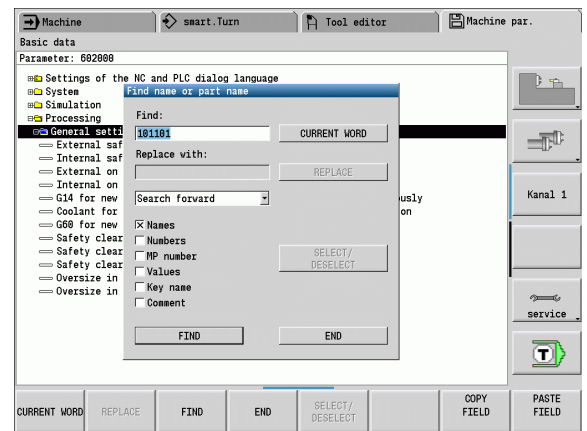 Machine
smart.Turn
Tool editor
Machine par.
Basic data
Parameter: 602000
Settings of the NC and PLC dialog language
System
Simulation
Processing
General setti
External saf
Internal saf
External on
Internal on
G14 for new
usly
Coolant for
on
G60 for new
Safety clear
Safety clear
Safety clear
Oversize in
Oversize in
Find name or part name
Find:
101101
CURRENT WORD
Replace with:
REPLACE
Search forward
Names
Numbers
MP number
Values
Key name
Comment
SELECT/
DESELECT
FIND
END
Kanal 1
service
T
CURRENT WORD
REPLACE
FIND
END
SELECT/
DESELECT
COPY
FIELD
PASTE
FIELD